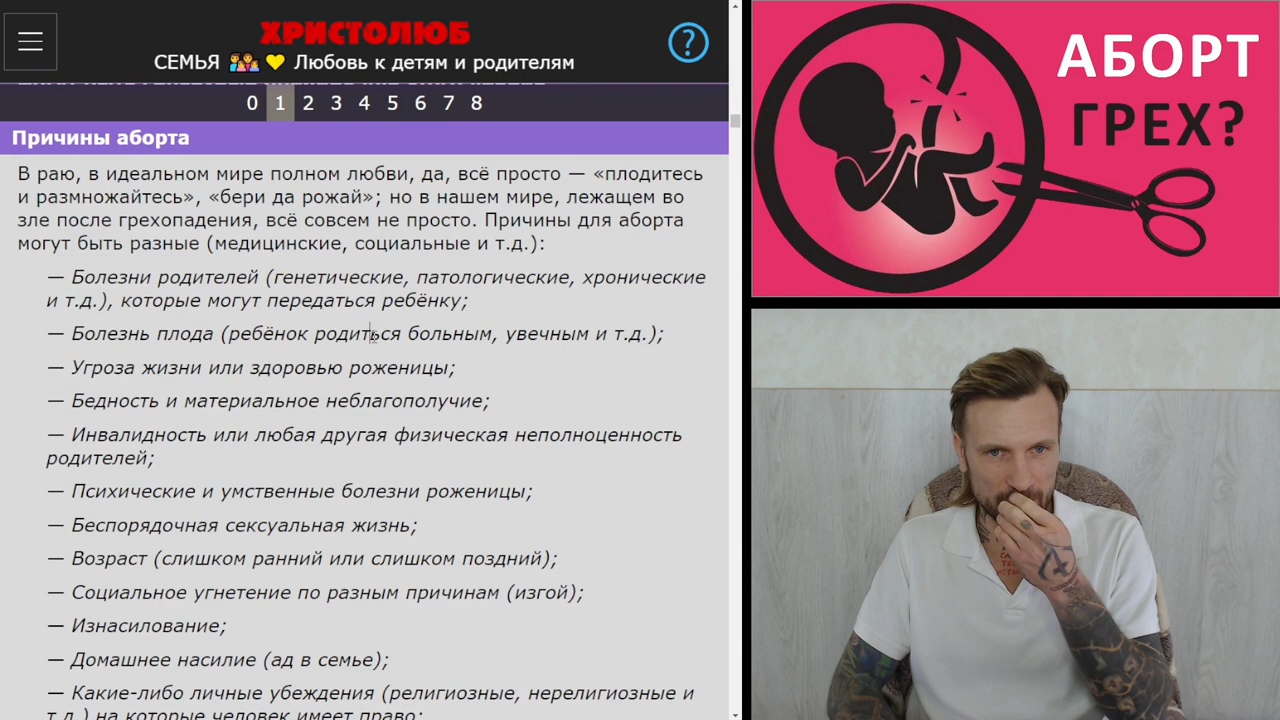 ХРИСТОЛЮБ
СЕМЬЯ 👨‍👩‍👧 💛 Любовь к детям и родителям
?
0 1 2 3 4 5 6 7 8
Причины аборта
В раю, в идеальном мире полном любви, да, всё просто — «плодитесь
и размножайтесь», «бери да рожай»; но в нашем мире, лежащем во
зле после грехопадения, всё совсем не просто. Причины для аборта
могут быть разные (медицинские, социальные и т.д.):
— Болезни родителей (генетические, патологические, хронические
и т.д.), которые могут передаться ребёнку;
— Болезнь плода (ребёнок родиться больным, увечным и т.д.);
— Угроза жизни или здоровью роженицы;
— Бедность и материальное неблагополучие;
— Инвалидность или любая другая физическая неполноценность
родителей;
— Психические и умственные болезни роженицы;
— Беспорядочная сексуальная жизнь;
— Возраст (слишком ранний или слишком поздний);
— Социальное угнетение по разным причинам (изгой);
— Изнасилование;
— Домашнее насилие (ад в семье);
— Какие-либо личные убеждения (религиозные, нерелигиозные и
т.д.) на которые человек имеет право;
АБОРТ
ГРЕХ?